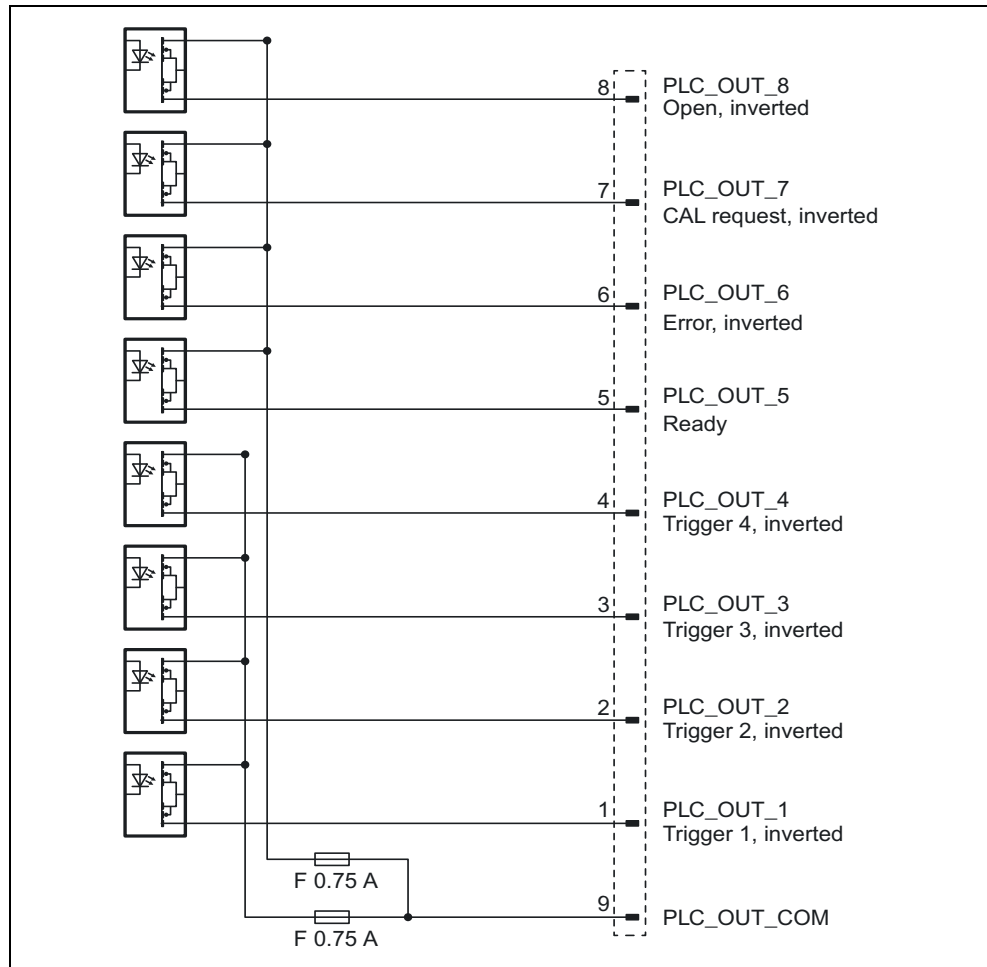 8 PLC_OUT_8
Open, inverted
7 PLC_OUT_7
CAL request, inverted
6 PLC_OUT_6
Error, inverted
5 PLC_OUT_5
Ready
4 PLC_OUT_4
Trigger 4, inverted
3 PLC_OUT_3
Trigger 3, inverted
2 PLC_OUT_2
Trigger 2, inverted
1 PLC_OUT_1
Trigger 1, inverted
F 0.75 A
9 PLC_OUT_COM
F 0.75 A